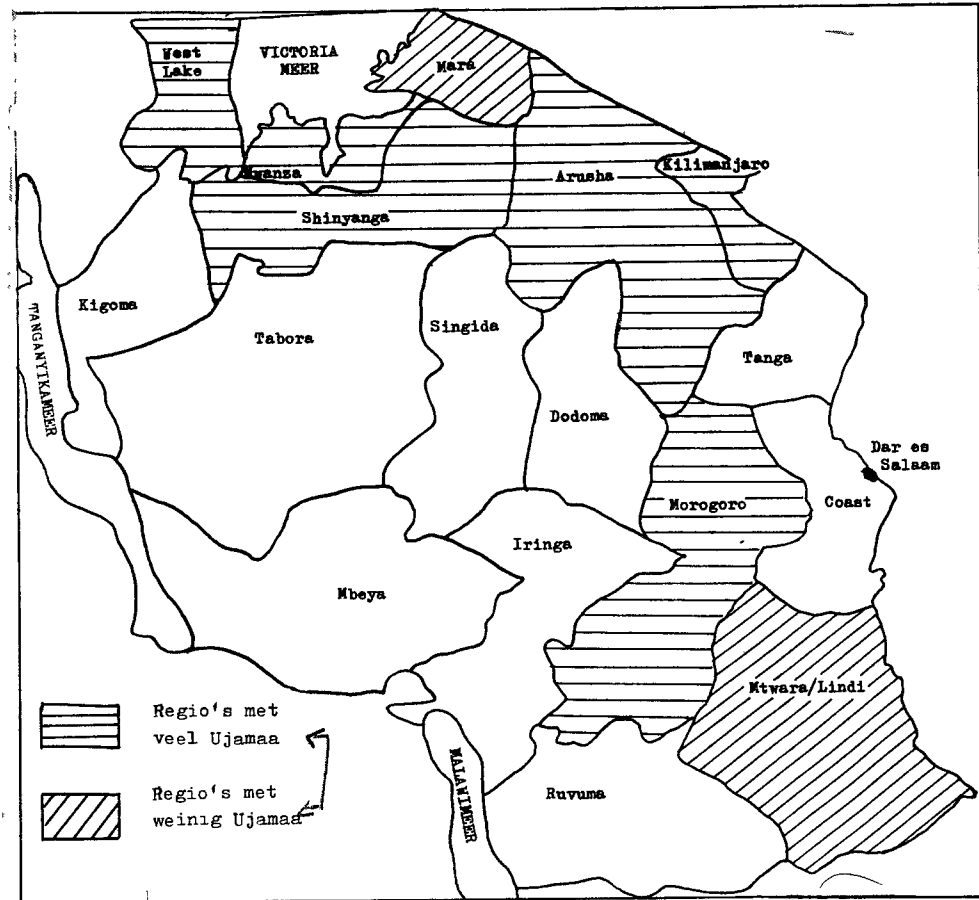 West
Lake
VICTORIA
MEER
Mara
Mwanza
Arusha
Kilimanjaro
Shinyanga
Kigoma
TANGANYIKAMEER
Tabora
Singida
Tanga
Dodoma
Dar es
Salaam
Morogoro
Coast
Iringa
Mbeya
Mtwara/Lindi
Regio's met
veel Ujamaa
MALAWIMEER
Ruvuma
Regio's met
weinig Ujamaa